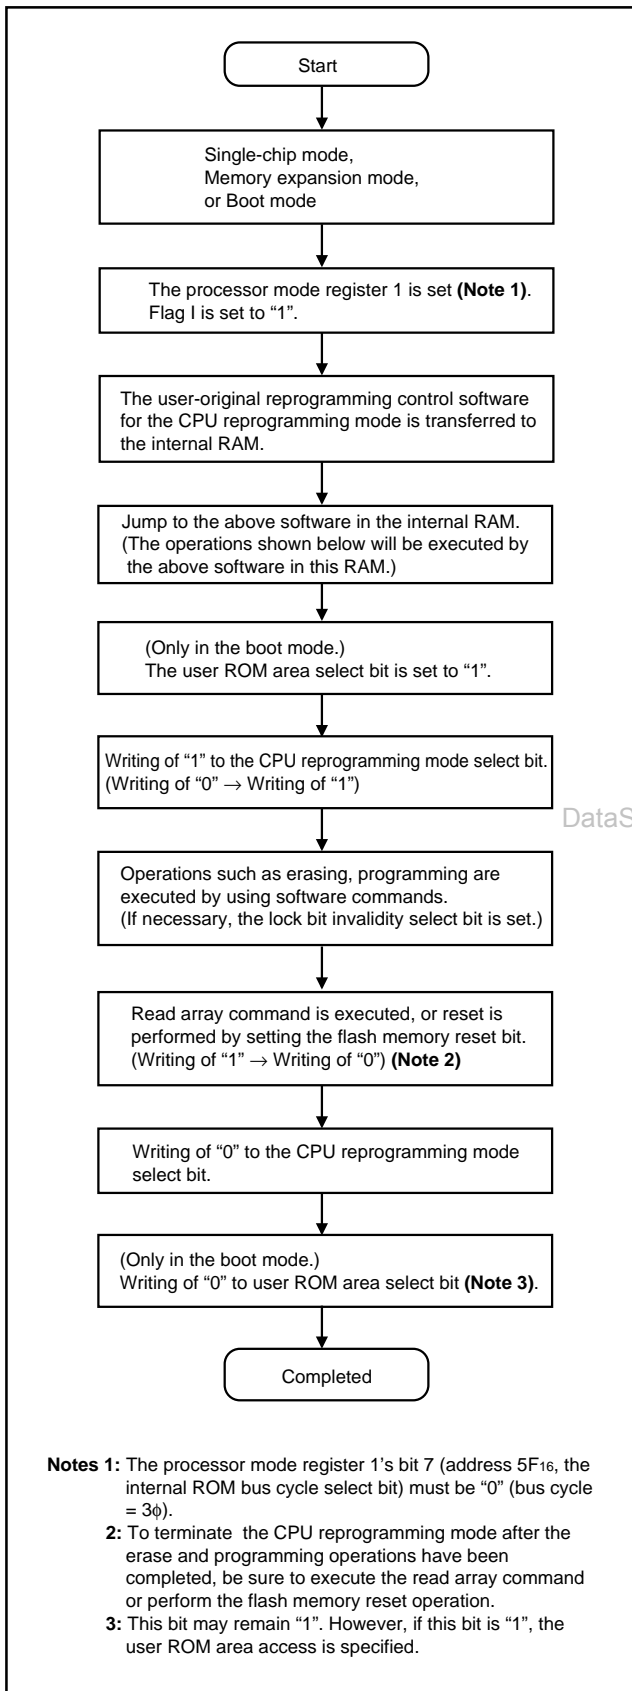 Start
Single-chip mode,
Memory expansion mode,
or Boot mode
The processor mode register 1 is set (Note 1).
Flag I is set to “1”.
The user-original reprogramming control software
for the CPU reprogramming mode is transferred to
the internal RAM.
Jump to the above software in the internal RAM.
(The operations shown below will be executed by
the above software in this RAM.)
(Only in the boot mode.)
The user ROM area select bit is set to “1”.
Writing of “1” to the CPU reprogramming mode select bit.
(Writing of “0” → Writing of “1”)
DataS
Operations such as erasing, programming are
executed by using software commands.
(If necessary, the lock bit invalidity select bit is set.)
Read array command is executed, or reset is
performed by setting the flash memory reset bit.
(Writing of “1” → Writing of “0”) (Note 2)
Writing of “0” to the CPU reprogramming mode
select bit.
(Only in the boot mode.)
Writing of “0” to user ROM area select bit (Note 3).
Completed
Notes 1: The processor mode register 1’s bit 7 (address 5F16, the
internal ROM bus cycle select bit) must be “0” (bus cycle
= 3ϕ).
2: To terminate the CPU reprogramming mode after the
erase and programming operations have been
completed, be sure to execute the read array command
or perform the flash memory reset operation.
3: This bit may remain “1”. However, if this bit is “1”, the
user ROM area access is specified.